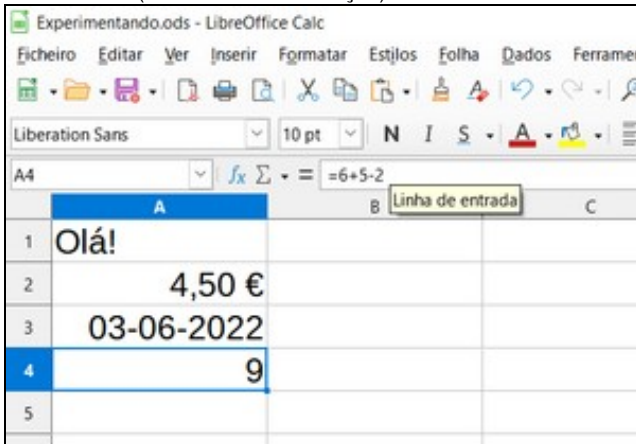 Experimentando.ods - LibreOffice Calc
Ficheiro Editar Ver Inserir Formatar Estilos Folha Dados
Liberation Sans 10 pt N I S A
A4 fx Σ = =6+5-2
Linha de entrada
A B C
1 Olá!
2 4,50 €
3 03-06-2022
4 9
5